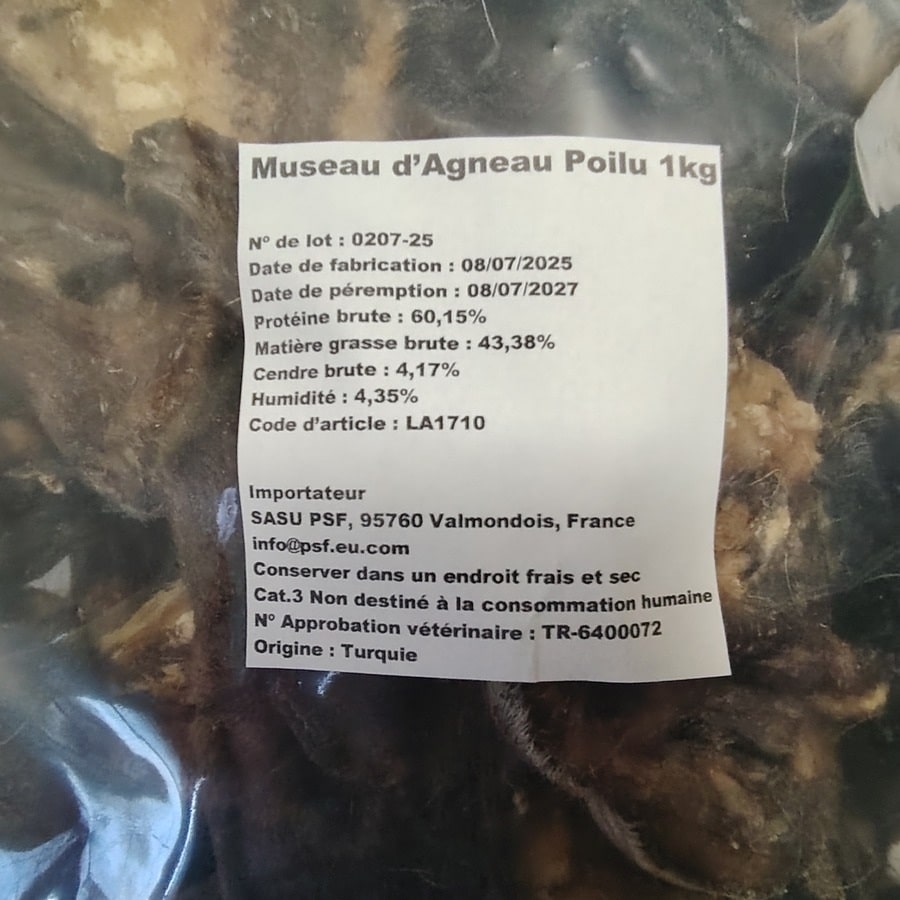 Museau d'Agneau Poilu 1kg
N° de lot : 0207-25
Date de fabrication : 08/07/2025
Date de péremption : 08/07/2027
Protéine brute : 60,15%
Matière grasse brute : 43,38%
Cendre brute : 4,17%
Humidité : 4,35%
Code d'article : LA1710
Importateur
SASU PSF, 95760 Valmondois, France
info@psf.eu.com
Conserver dans un endroit frais et sec
Cat.3 Non destiné à la consommation humaine
N° Approbation vétérinaire : TR-6400072
Origine : Turquie